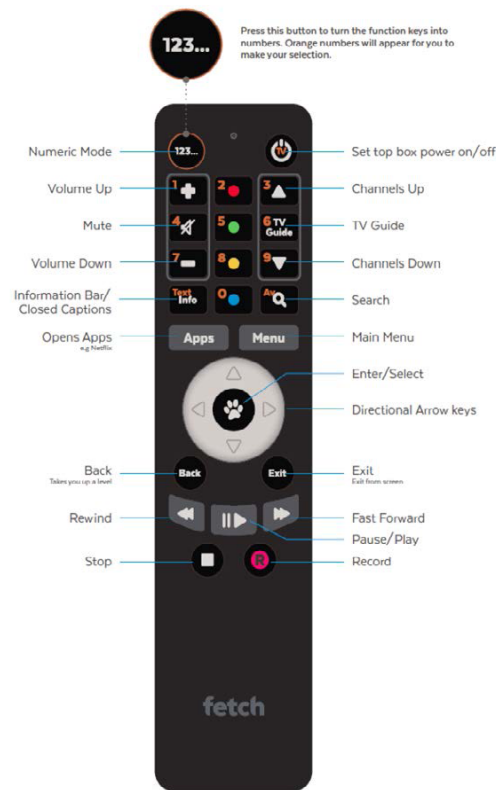 123...
Press this button to turn the function keys into
numbers. Orange numbers will appear for you to
make your selection.
Numeric Mode
123...
TV
Set top box power on/off
Volume Up
1
2
3
Channels Up
Mute
4
5
6 TV
Guide
TV Guide
Volume Down
7
8
9
Channels Down
Information Bar/
Closed Captions
Text
Info
0
Av
Search
Opens Apps
e.g Netflix
Apps
Menu
Main Menu
Enter/Select
Directional Arrow keys
Back
Takes you up a level
Back
Exit
Exit
Exit from screen
Rewind
Fast Forward
Pause/Play
Stop
R
Record
fetch